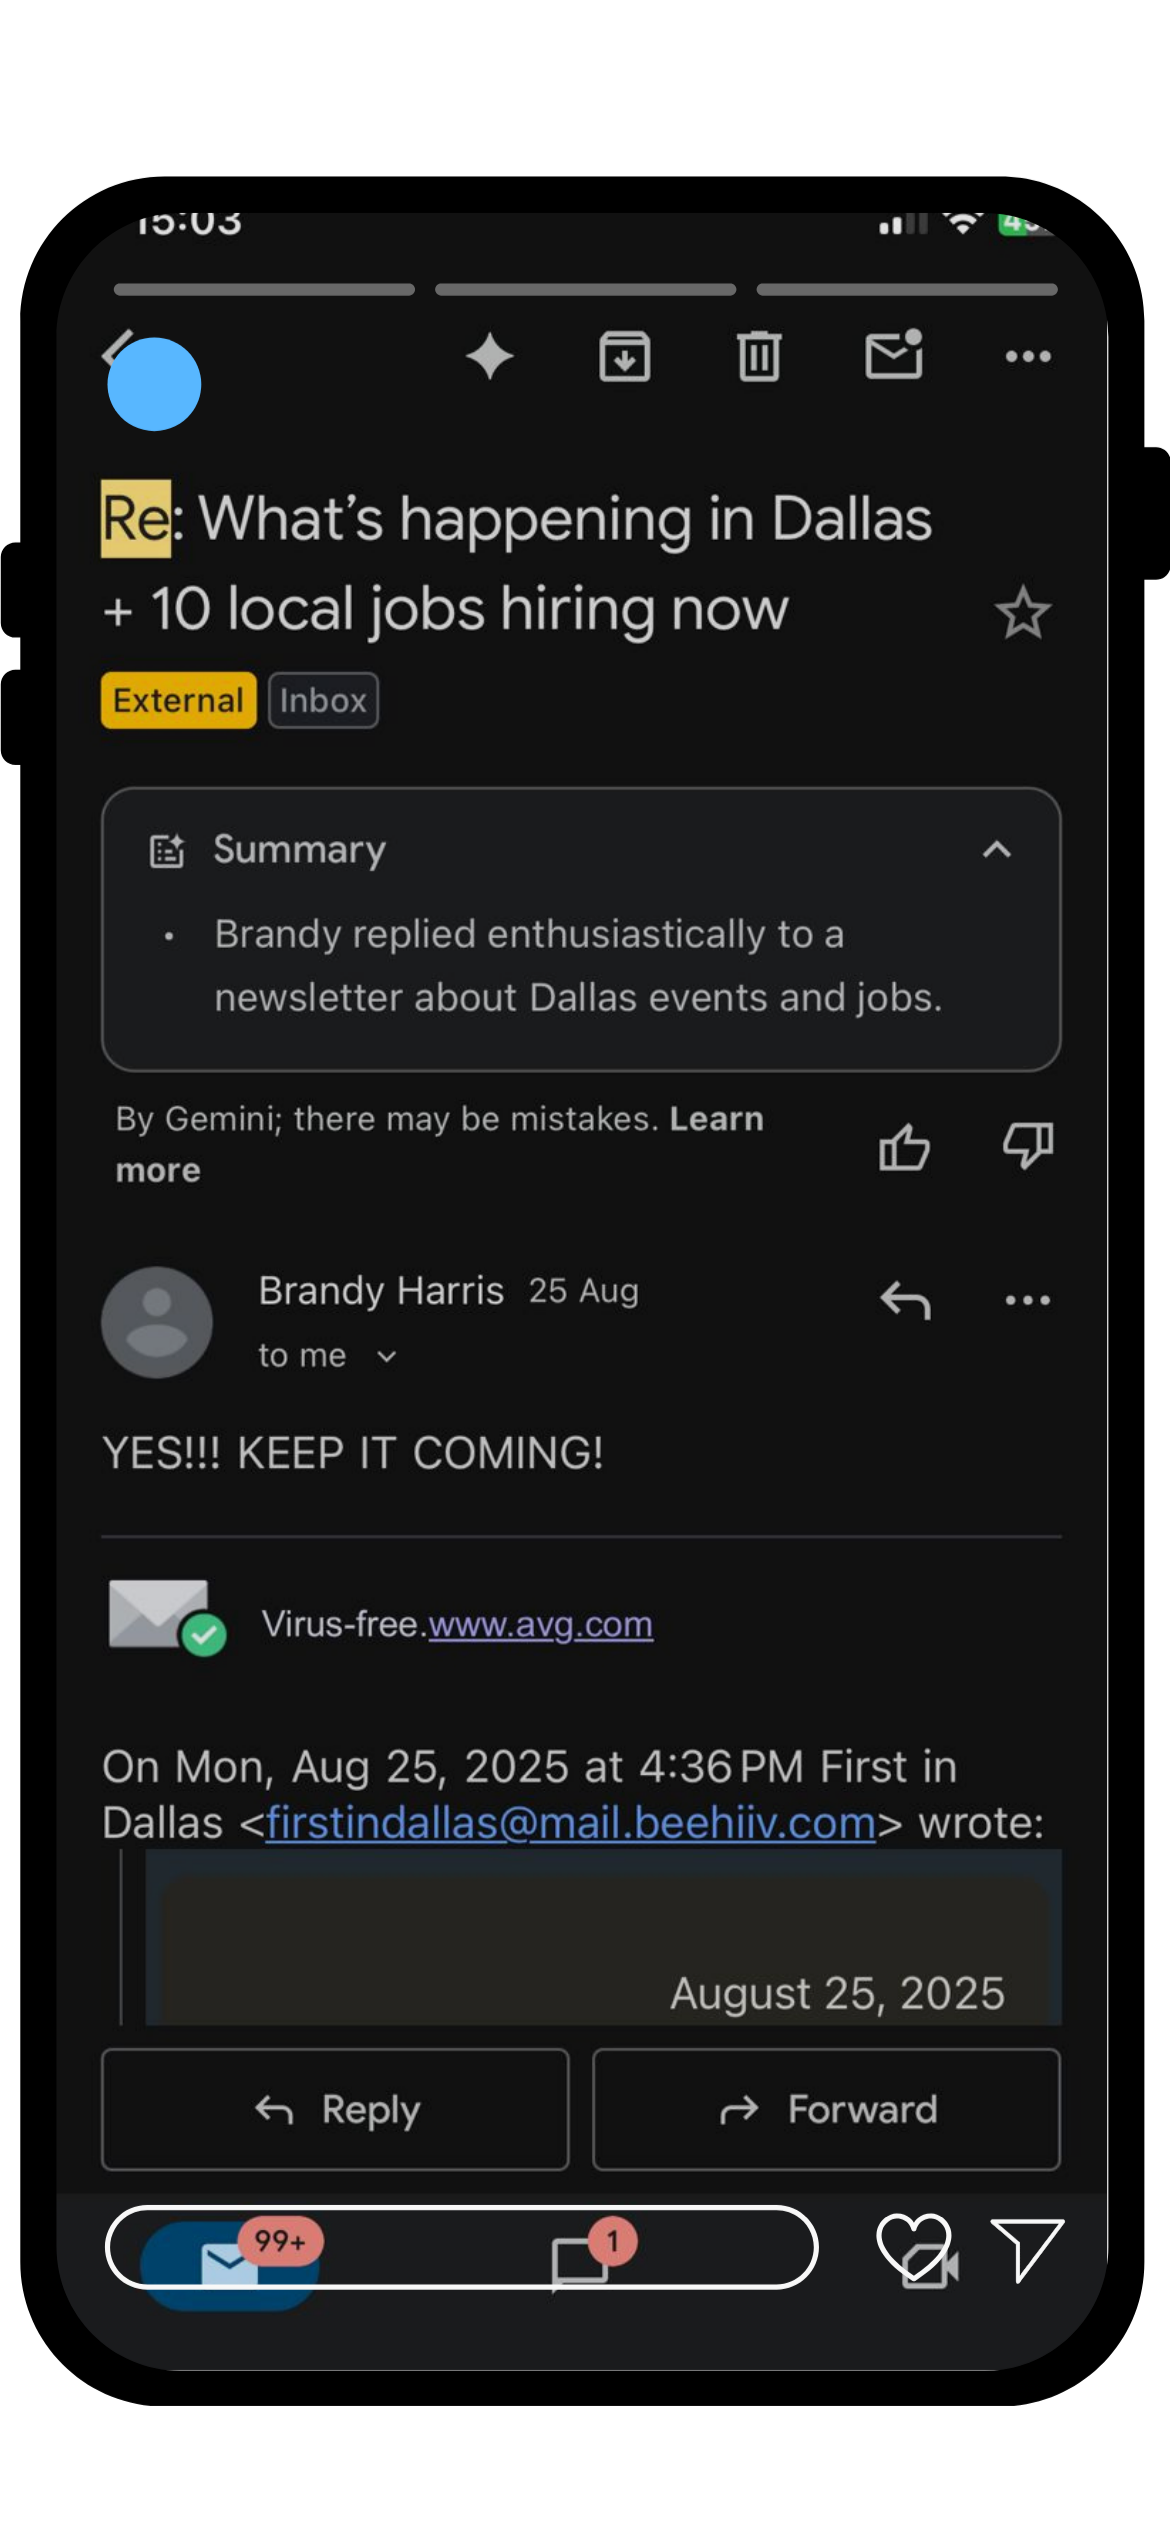 15:03
Re: What's happening in Dallas
+ 10 local jobs hiring now
External Inbox
Summary
• Brandy replied enthusiastically to a
newsletter about Dallas events and jobs.
By Gemini; there may be mistakes. Learn
more
Brandy Harris 25 Aug
to me
YES!!! KEEP IT COMING!
Virus-free.www.avg.com
On Mon, Aug 25, 2025 at 4:36 PM First in
Dallas <firstindallas@mail.beehiiv.com> wrote:
August 25, 2025
Reply Forward
99+ 1